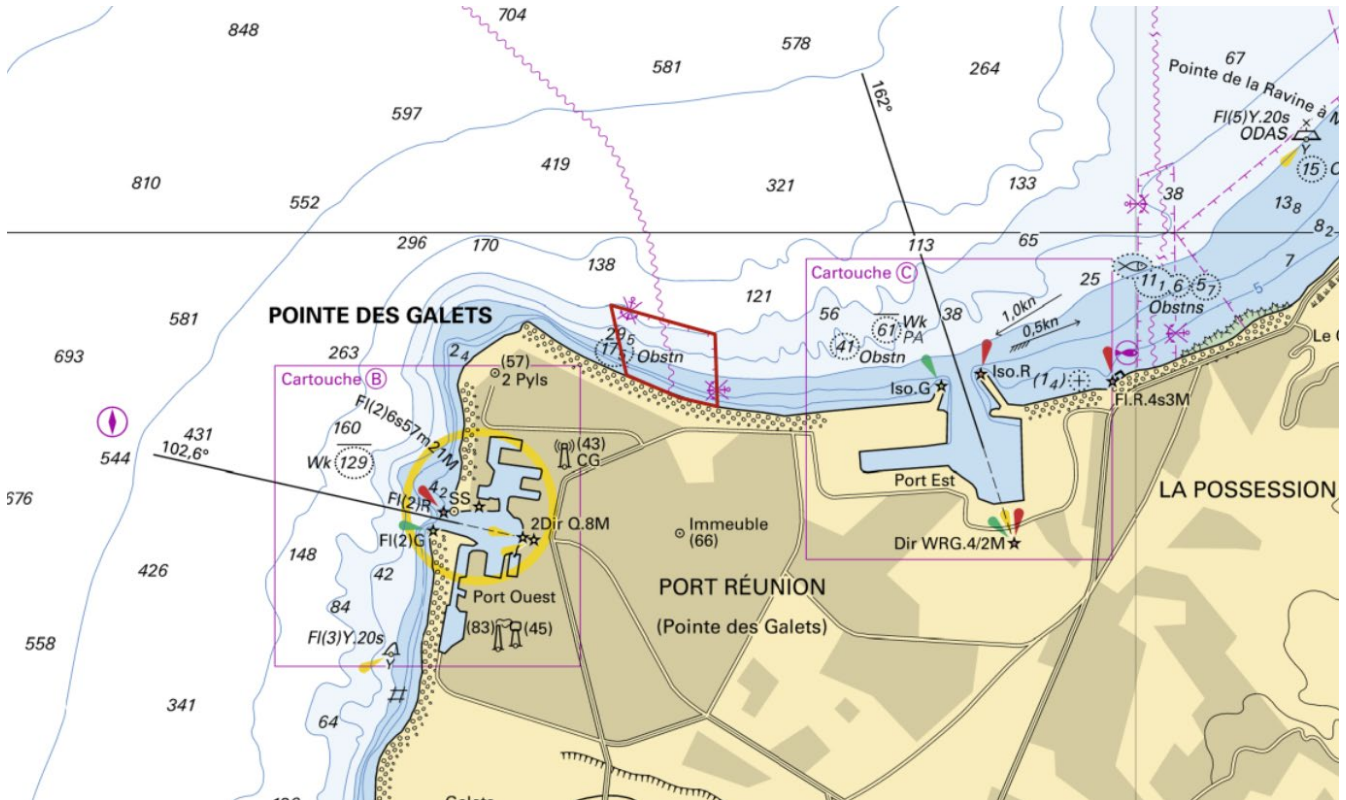 704
848
578
581
264
67
Pointe de la Ravine à M
162°
Fl(5)Y.20s
ODAS
Y
597
419
15
810
321
133
38
13₈
552
8₂
296
170
113
65
138
7
Cartouche Ⓒ
25
11₁
6
5₇
Obstns
5
121
1,0kn
0,5kn
56
61
Wk
PA
38
41
Obstn
POINTE DES GALETS
581
29₅
17₂
Obstn
693
263
2₄
(57)
2 Pyls
Le
Iso.R
Iso.G
(1₄)
Fl.R.4s3M
Cartouche Ⓑ
Fl(2)6s57m21M
160
431
544
102,6°
Wk
129
(43)
CG
Port Est
LA POSSESSION
676
4₂
SS
Fl(2)R
Fl(2)G
2Dir Q.8M
Immeuble
(66)
Dir WRG.4/2M
148
426
42
PORT RÉUNION
(Pointe des Galets)
Port Ouest
84
(83)
(45)
Fl(3)Y.20s
Y
558
341
64